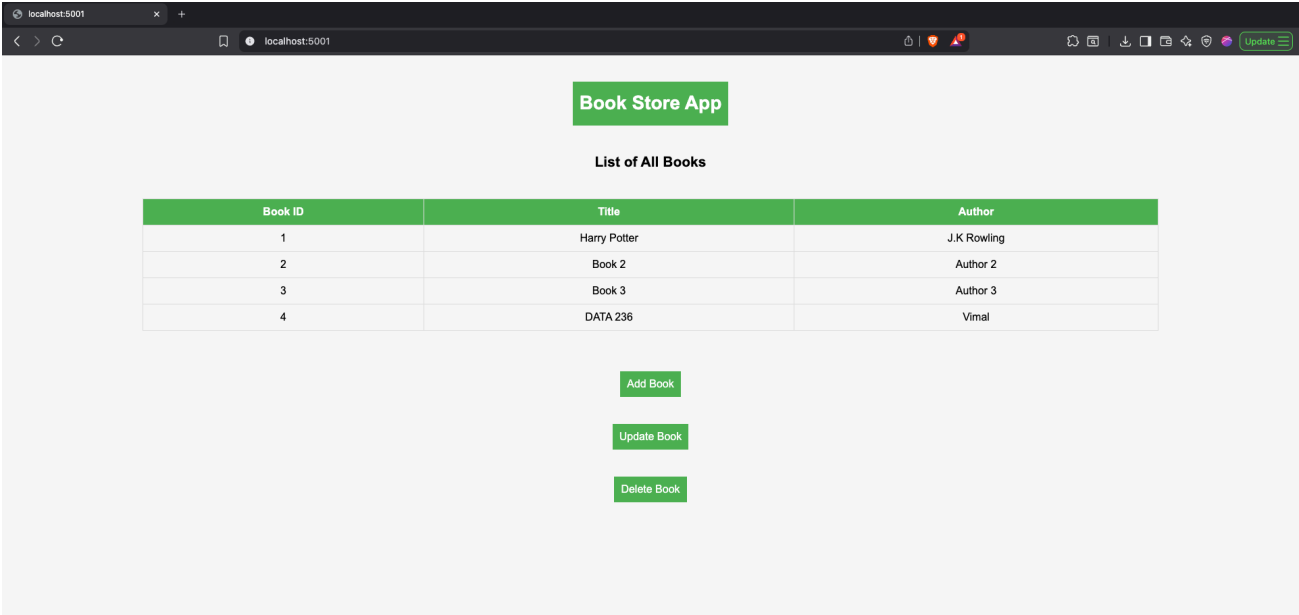 localhost:5001
localhost:5001
1
Update
Book Store App
List of All Books
Book ID Title Author
1 Harry Potter J.K Rowling
2 Book 2 Author 2
3 Book 3 Author 3
4 DATA 236 Vimal
Add Book
Update Book
Delete Book